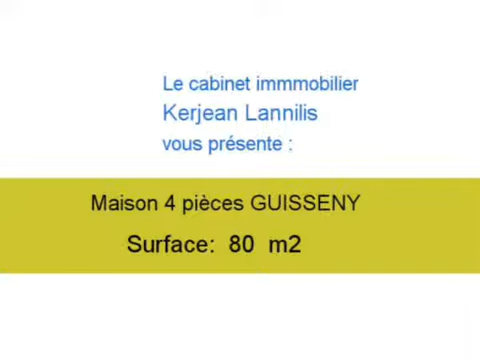 Le cabinet immmobilier
Kerjean Lannilis
vous présente :
Maison 4 pièces GUISSENY
Surface: 80 m2